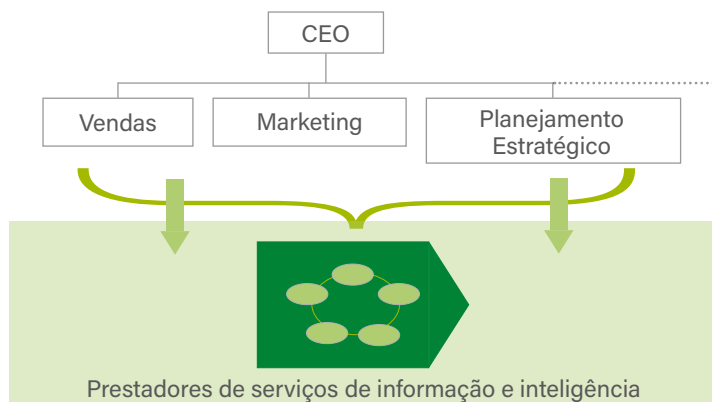 CEO
Vendas
Marketing
Planejamento
Estratégico
Prestadores de serviços de informação e inteligência